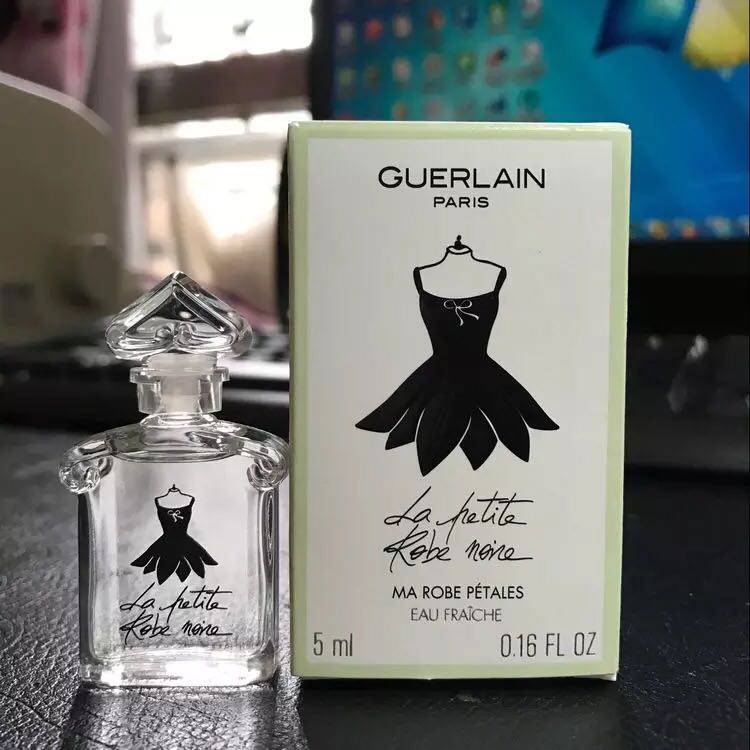 GUERLAIN
PARIS
La petite
Robe noire
MA ROBE PÉTALES
EAU FRAÎCHE
5 ml 0.16 FL OZ
La petite
Robe noire